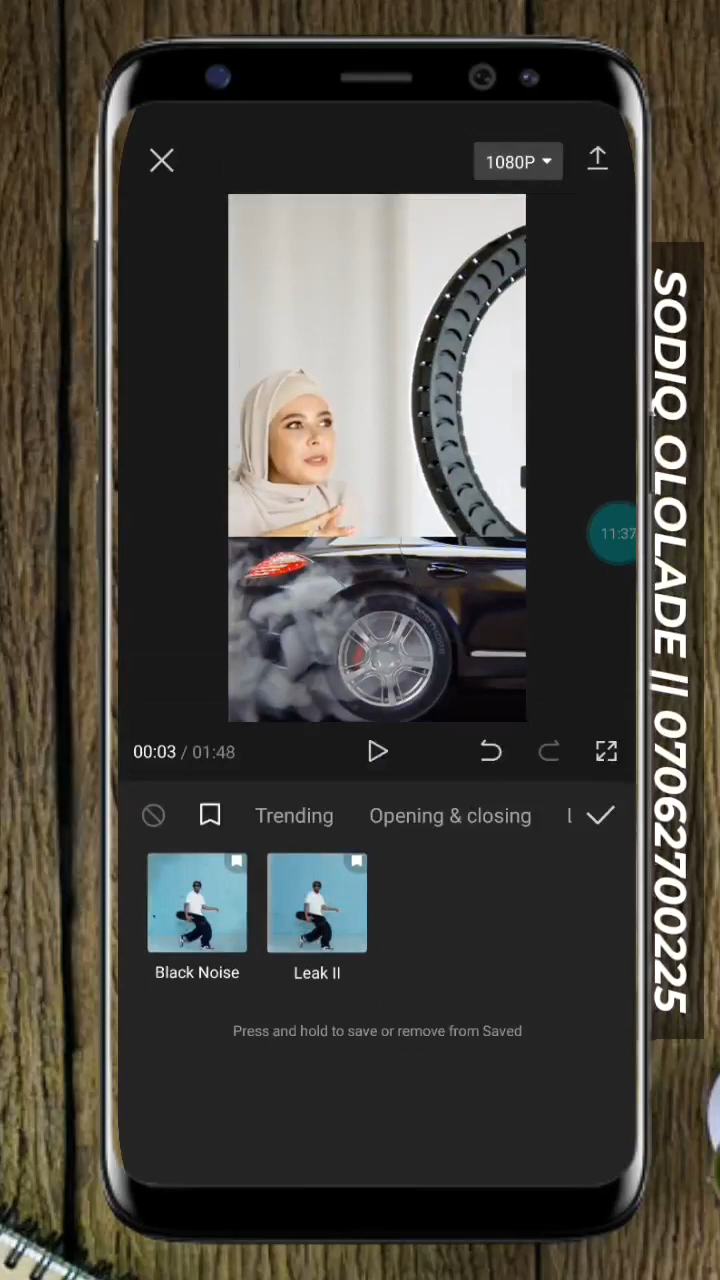 1080P
11:37
SODIQ OLOLADE || 07062700225
00:03 / 01:48
Trending
Opening & closing
Black Noise
Leak II
Press and hold to save or remove from Saved